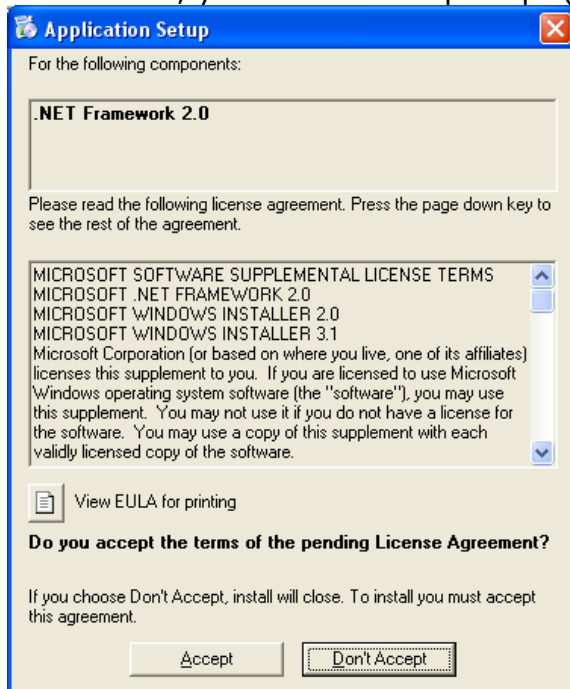 Application Setup
For the following components:
.NET Framework 2.0
Please read the following license agreement. Press the page down key to
see the rest of the agreement.
MICROSOFT SOFTWARE SUPPLEMENTAL LICENSE TERMS
MICROSOFT .NET FRAMEWORK 2.0
MICROSOFT WINDOWS INSTALLER 2.0
MICROSOFT WINDOWS INSTALLER 3.1
Microsoft Corporation (or based on where you live, one of its affiliates)
licenses this supplement to you.  If you are licensed to use Microsoft
Windows operating system software (the "software"), you may use
this supplement.  You may not use it if you do not have a license for
the software.  You may use a copy of this supplement with each
validly licensed copy of the software.
View EULA for printing
Do you accept the terms of the pending License Agreement?
If you choose Don't Accept, install will close. To install you must accept
this agreement.
Accept
Don't Accept